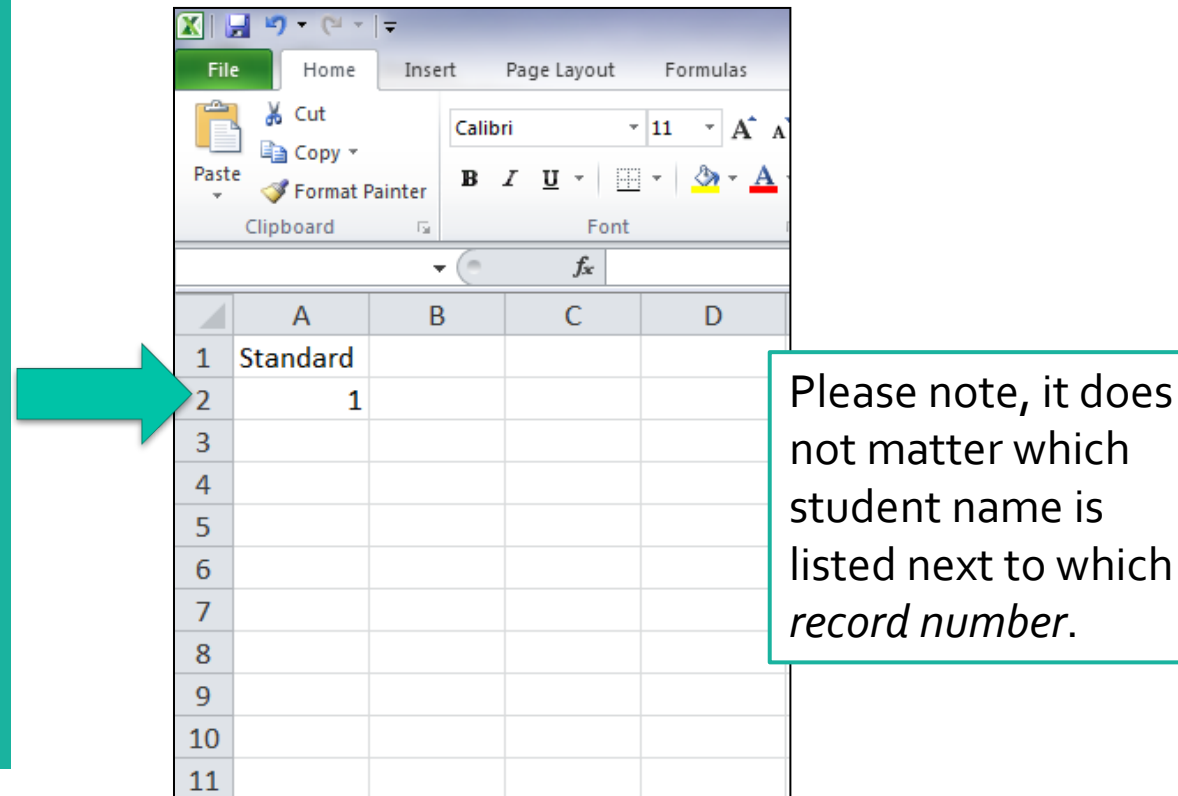 File Home Insert Page Layout Formulas
Cut
Calibri 11 A A
Copy
Paste
B I U A
Format Painter
Clipboard Font
fx
A B C D
1 Standard
2 1
3
4
5
6
7
8
9
10
11
Please note, it does
not matter which
student name is
listed next to which
record number.